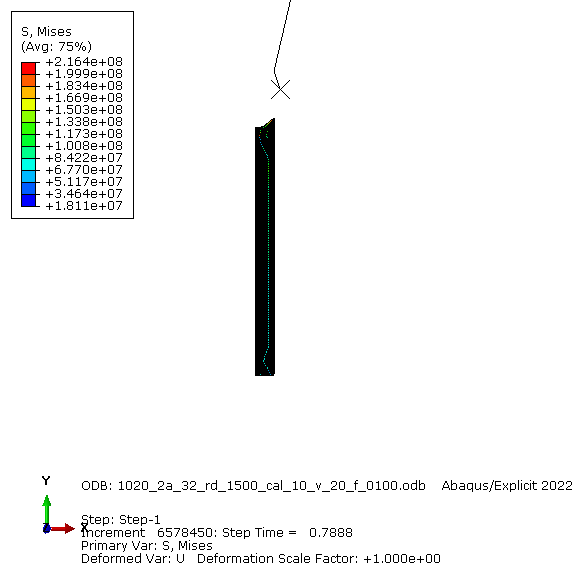 S, Mises
(Avg: 75%)
+2.164e+08
+1.999e+08
+1.834e+08
+1.669e+08
+1.503e+08
+1.338e+08
+1.173e+08
+1.008e+08
+8.422e+07
+6.770e+07
+5.117e+07
+3.464e+07
+1.811e+07
Y
ODB: 1020_2a_32_rd_1500_cal_10_v_20_f_0100.odb    Abaqus/Explicit 2022
Step: Step-1
X
Increment   6578450: Step Time =   0.7888
Primary Var: S, Mises
Deformed Var: U   Deformation Scale Factor: +1.000e+00